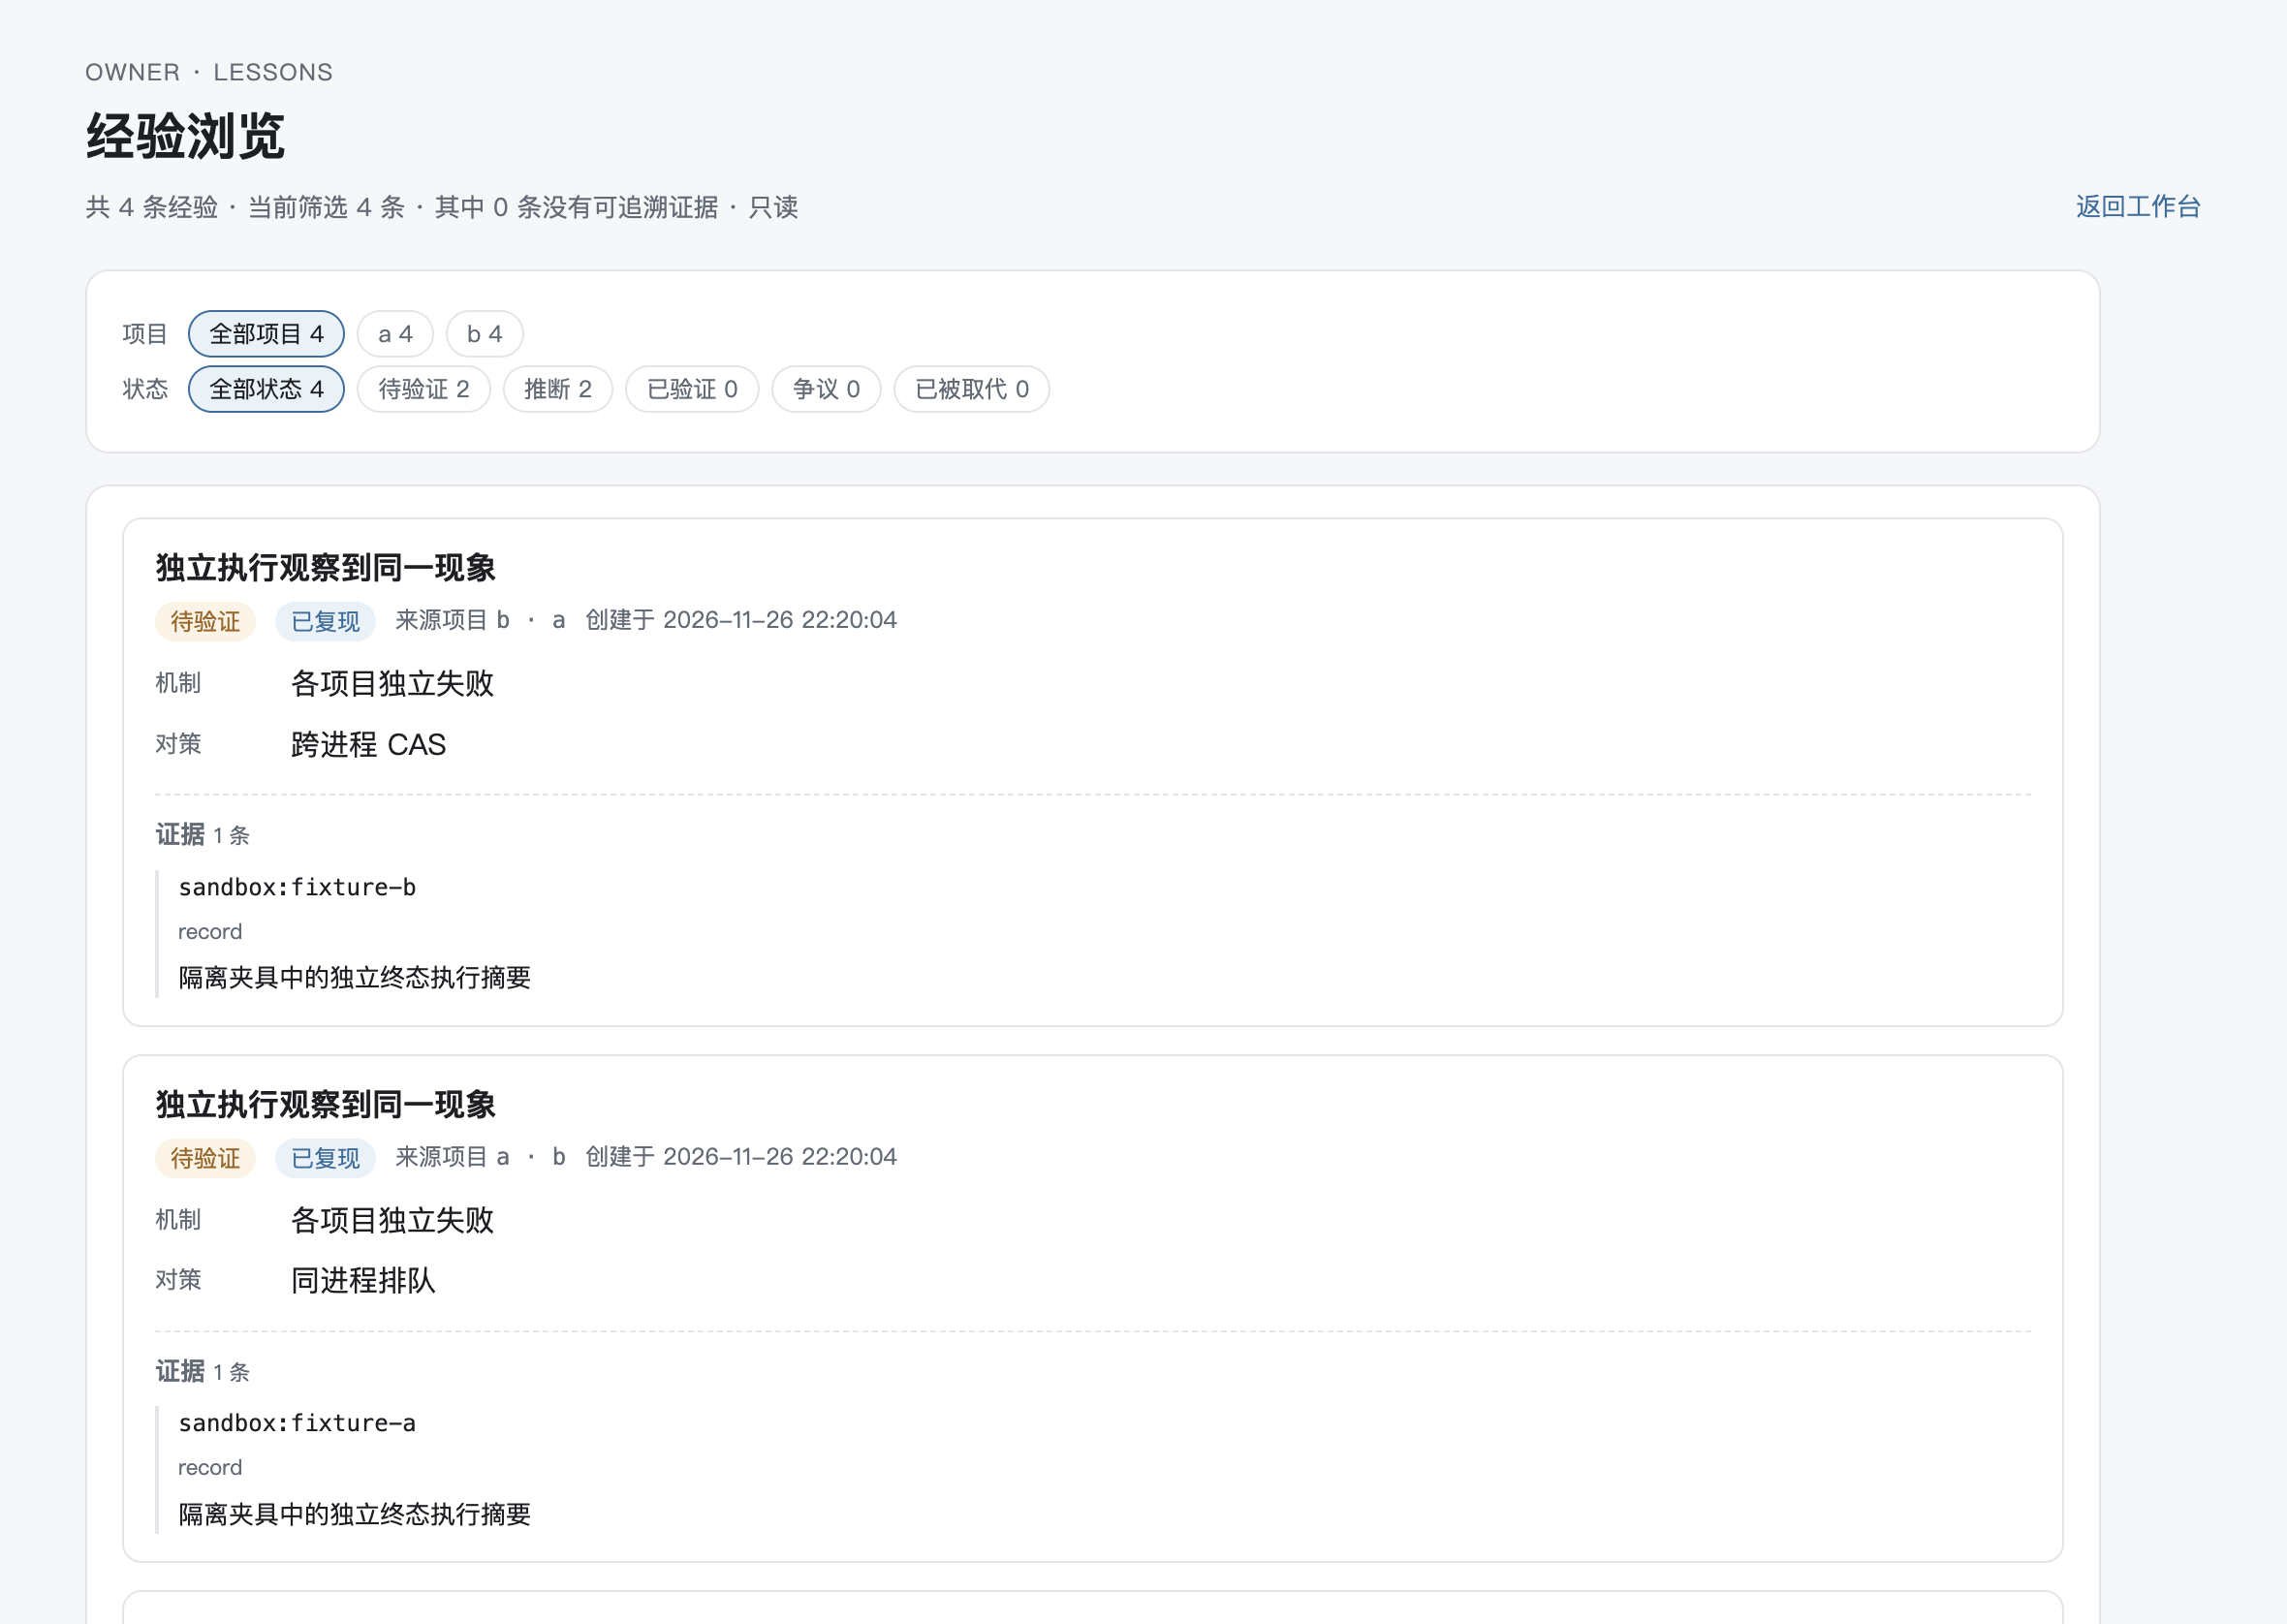 OWNER · LESSONS
经验浏览
共 4 条经验 · 当前筛选 4 条 · 其中 0 条没有可追溯证据 · 只读
返回工作台
项目 全部项目 4 a 4 b 4
状态 全部状态 4 待验证 2 推断 2 已验证 0 争议 0 已被取代 0
独立执行观察到同一现象
待验证 已复现 来源项目 b · a 创建于 2026-11-26 22:20:04
机制 各项目独立失败
对策 跨进程 CAS
证据 1 条
sandbox:fixture-b
record
隔离夹具中的独立终态执行摘要
独立执行观察到同一现象
待验证 已复现 来源项目 a · b 创建于 2026-11-26 22:20:04
机制 各项目独立失败
对策 同进程排队
证据 1 条
sandbox:fixture-a
record
隔离夹具中的独立终态执行摘要